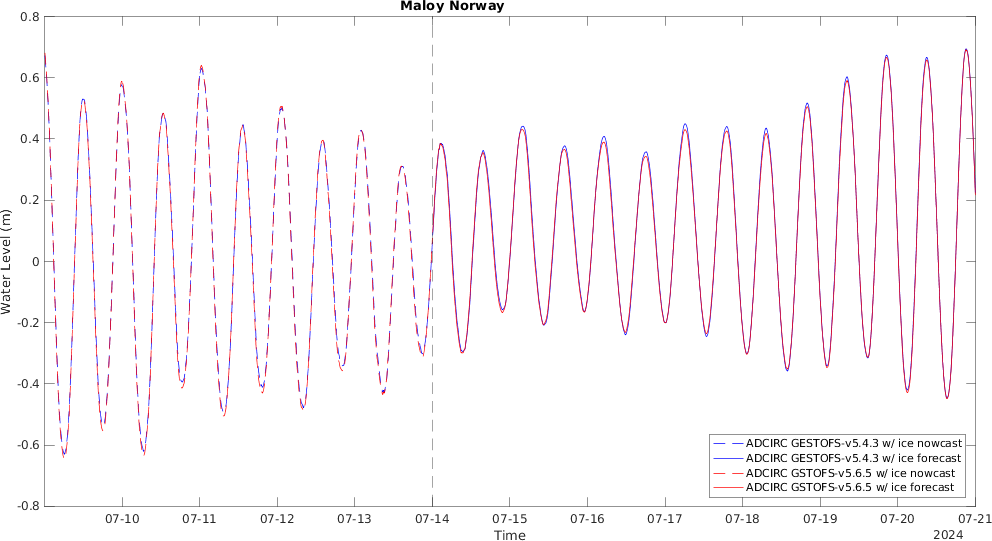 Maloy Norway
Water Level (m)
0.8
0.6
0.4
0.2
0
-0.2
-0.4
-0.6
-0.8
ADCIRC GESTOFS-v5.4.3 w/ ice nowcast
ADCIRC GESTOFS-v5.4.3 w/ ice forecast
ADCIRC GSTOFS-v5.6.5 w/ ice nowcast
ADCIRC GSTOFS-v5.6.5 w/ ice forecast
07-10 07-11 07-12 07-13 07-14 07-15 07-16 07-17 07-18 07-19 07-20 07-21
Time
2024